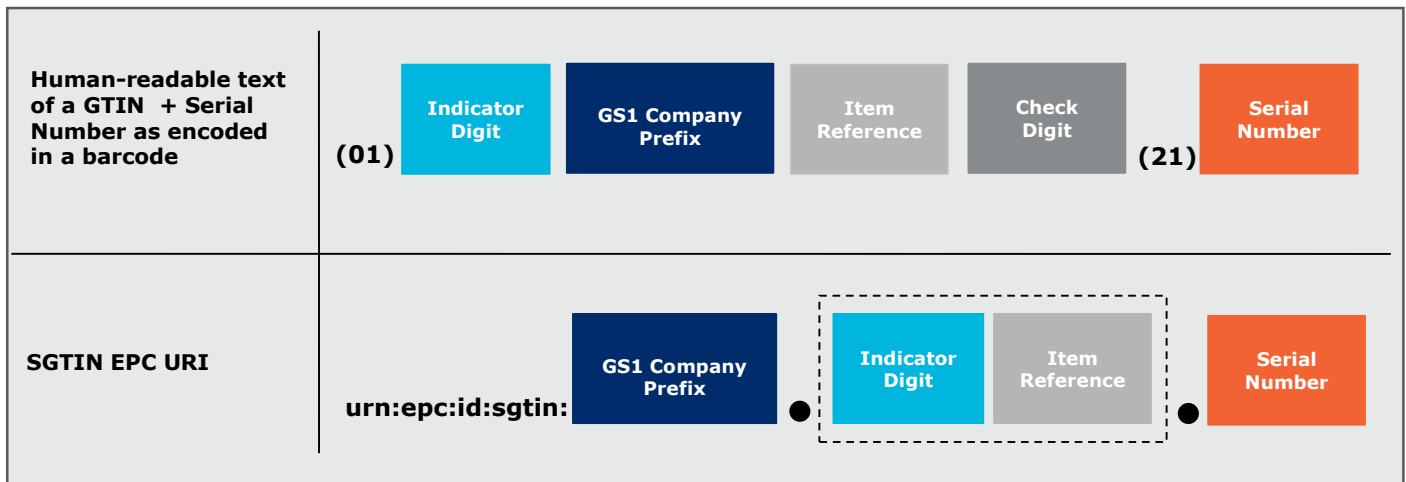 Human-readable text
of a GTIN + Serial
Number as encoded
in a barcode
(01)
Indicator
Digit
GS1 Company
Prefix
Item
Reference
Check
Digit
(21)
Serial
Number
SGTIN EPC URI
urn:epc:id:sgtin:
GS1 Company
Prefix
Indicator
Digit
Item
Reference
Serial
Number